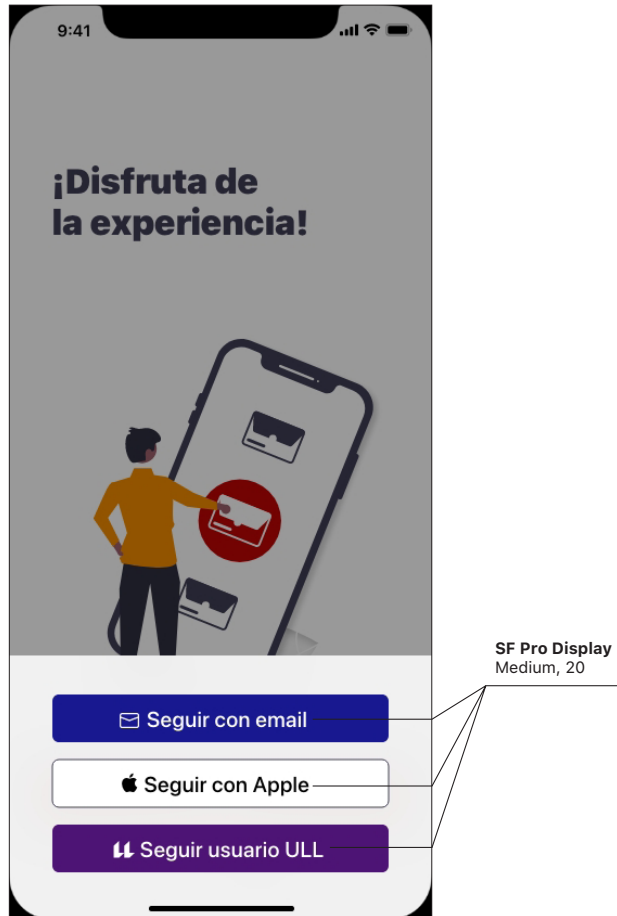 9:41
¡Disfruta de
la experiencia!
SF Pro Display
Medium, 20
Seguir con email
Seguir con Apple
Seguir usuario ULL